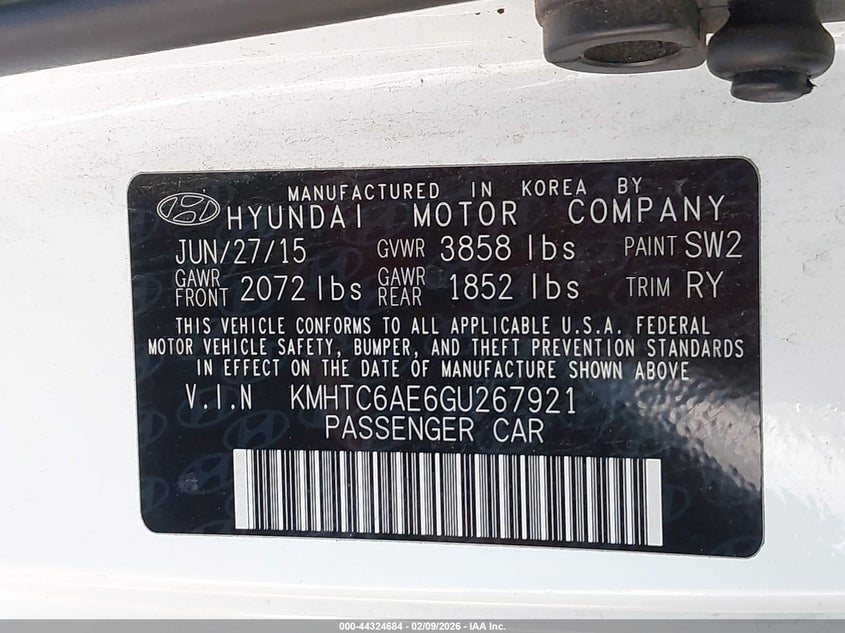 MANUFACTURED IN KOREA BY
HYUNDAI MOTOR COMPANY
JUN/27/15 GVWR 3858 lbs PAINT SW2
GAWR FRONT 2072 lbs GAWR REAR 1852 lbs TRIM RY
THIS VEHICLE CONFORMS TO ALL APPLICABLE U.S.A. FEDERAL
MOTOR VEHICLE SAFETY, BUMPER, AND THEFT PREVENTION STANDARDS
IN EFFECT ON THE DATE OF MANUFACTURE SHOWN ABOVE
V.I.N KMHTC6AE6GU267921
PASSENGER CAR
000-44324684 - 02/09/2026 - IAA Inc.